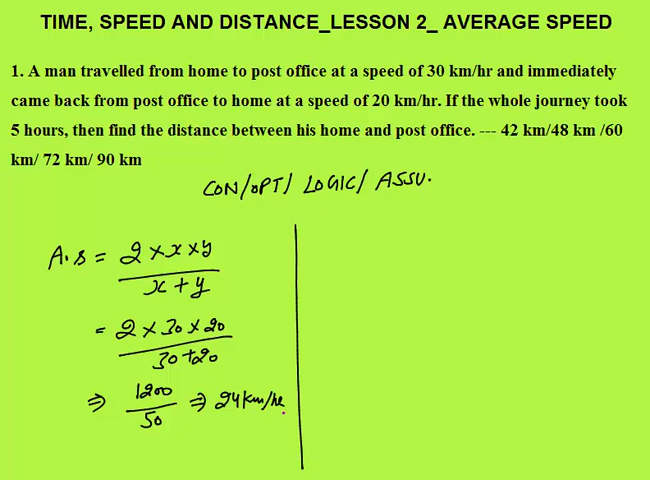 TIME, SPEED AND DISTANCE_LESSON 2_ AVERAGE SPEED
1. A man travelled from home to post office at a speed of 30 km/hr and immediately
came back from post office to home at a speed of 20 km/hr. If the whole journey took
5 hours, then find the distance between his home and post office. --- 42 km/48 km /60
km/ 72 km/ 90 km
CON/OPT/ LOGIC/ ASSU.
A.S = 2 × x × y
x + y
= 2 × 30 × 20
30 + 20
⇒ 1200 ⇒ 24 km/hr.
50